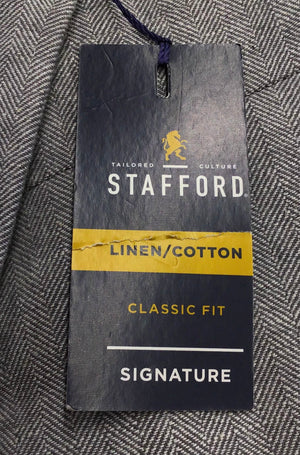 TAILORED CULTURE
STAFFORD
LINEN/COTTON
CLASSIC FIT
SIGNATURE